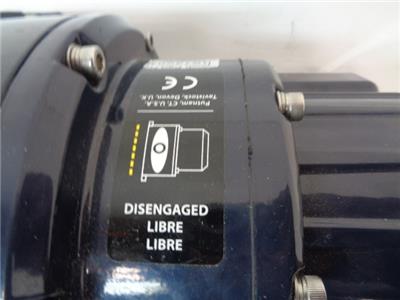 CE
Putnam, CT, U.S.A.
Tavistock, Devon, U.K.
DISENGAGED
LIBRE
LIBRE